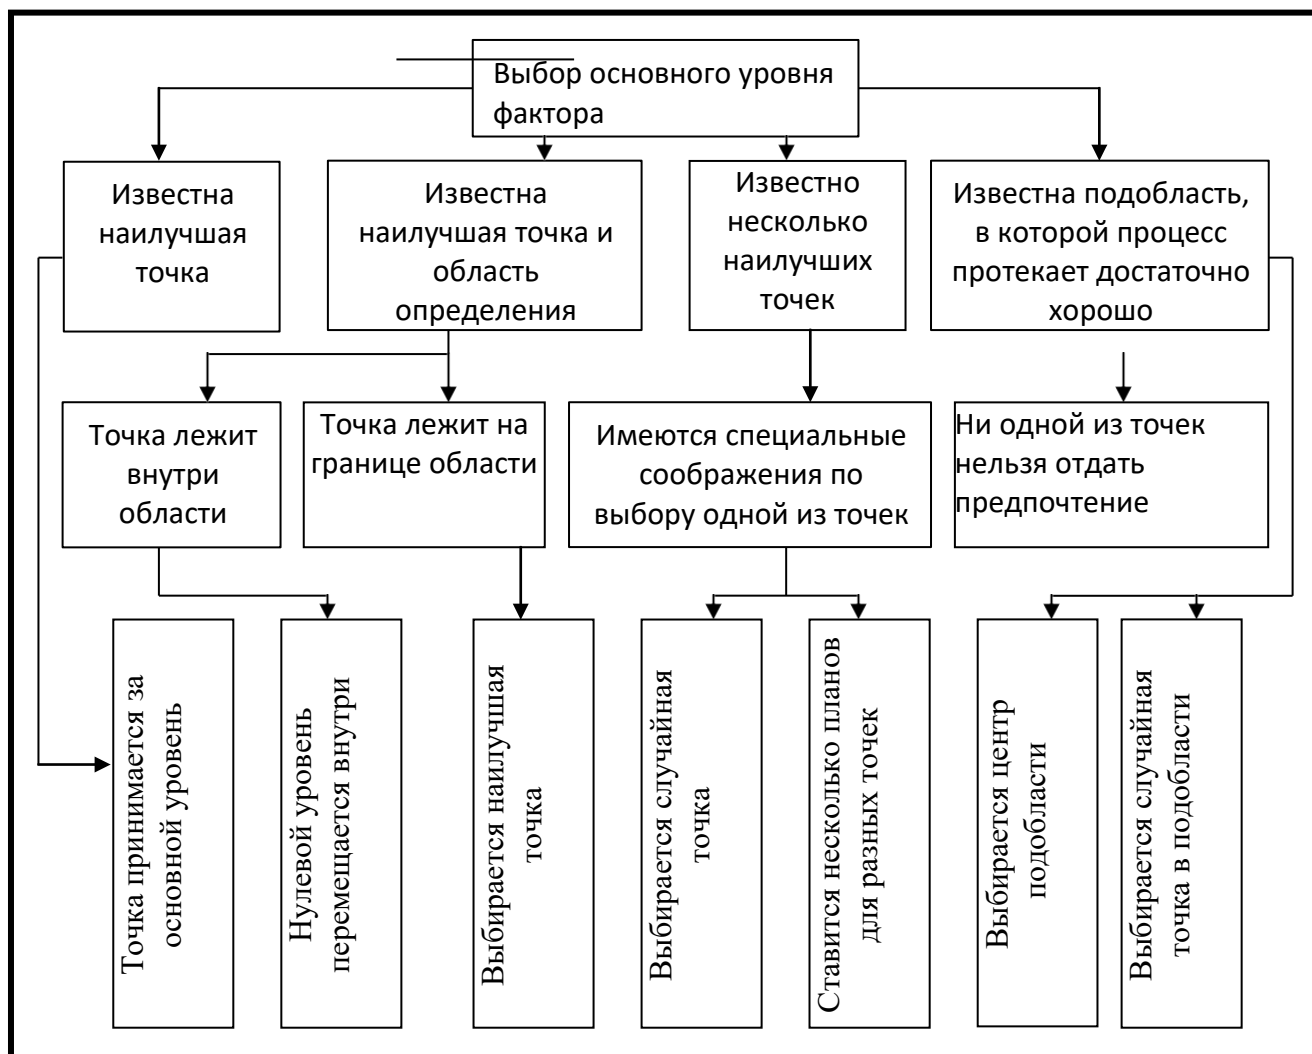 Выбор основного уровня
фактора
Известна
наилучшая
точка
Известна
наилучшая точка и
область
определения
Известно
несколько
наилучших
точек
Известна подобласть,
в которой процесс
протекает достаточно
хорошо
Точка лежит
внутри
области
Точка лежит на
границе области
Имеются специальные
соображения по
выбору одной из точек
Ни одной из точек
нельзя отдать
предпочтение
Точка принимается за
основной уровень
Нулевой уровень
перемещается внутри
Выбирается наилучшая
точка
Выбирается случайная
точка
Ставится несколько планов
для разных точек
Выбирается центр
подобласти
Выбирается случайная
точка в подобласти